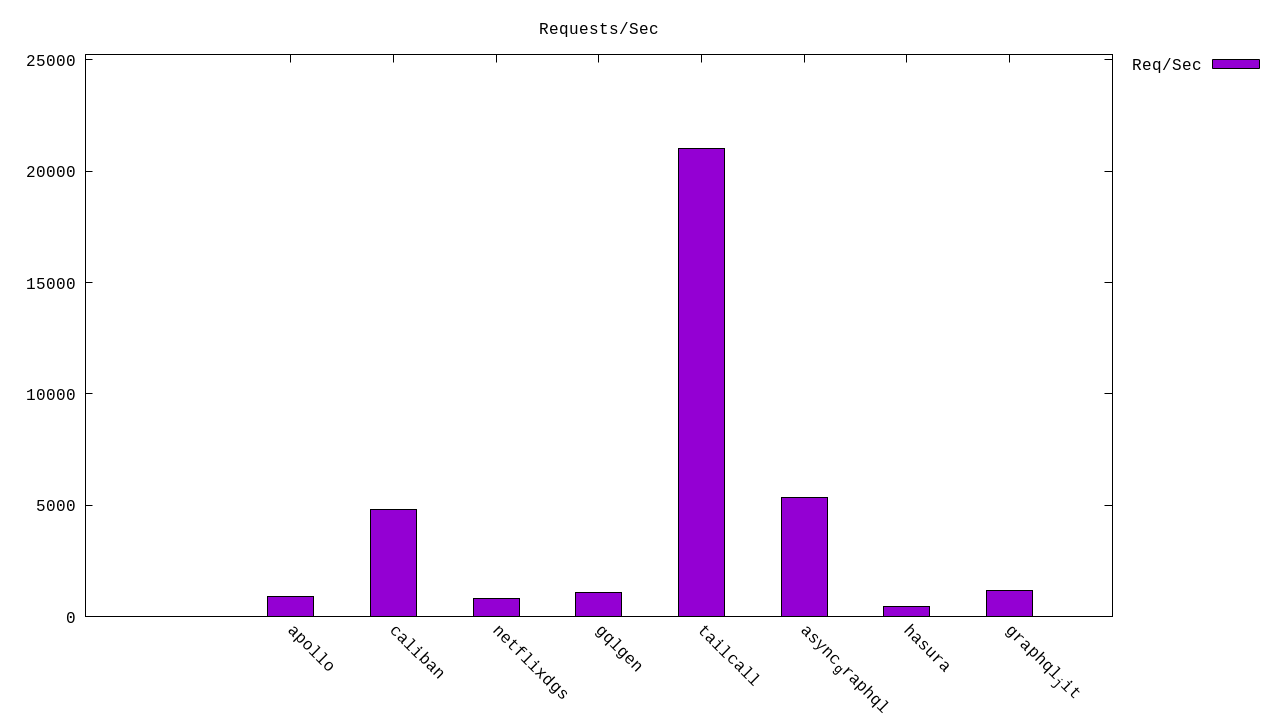 Requests/Sec
Req/Sec
25000
20000
15000
10000
5000
0
apollo
caliban
netflixdgs
gqlgen
tailcall
async_graphql
hasura
graphql_jit